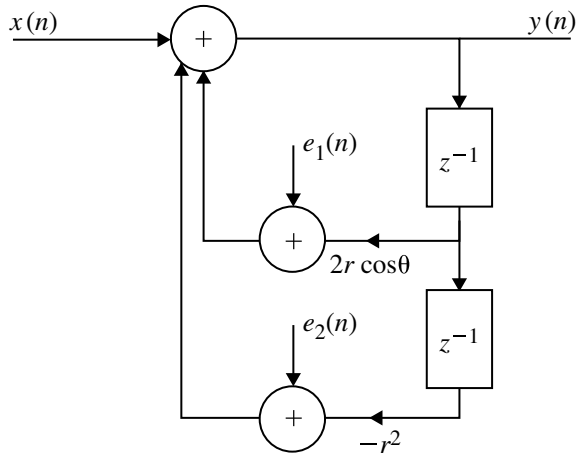 x(n)
y(n)
+
z⁻¹
e₁(n)
+
2r cosθ
z⁻¹
e₂(n)
+
−r²